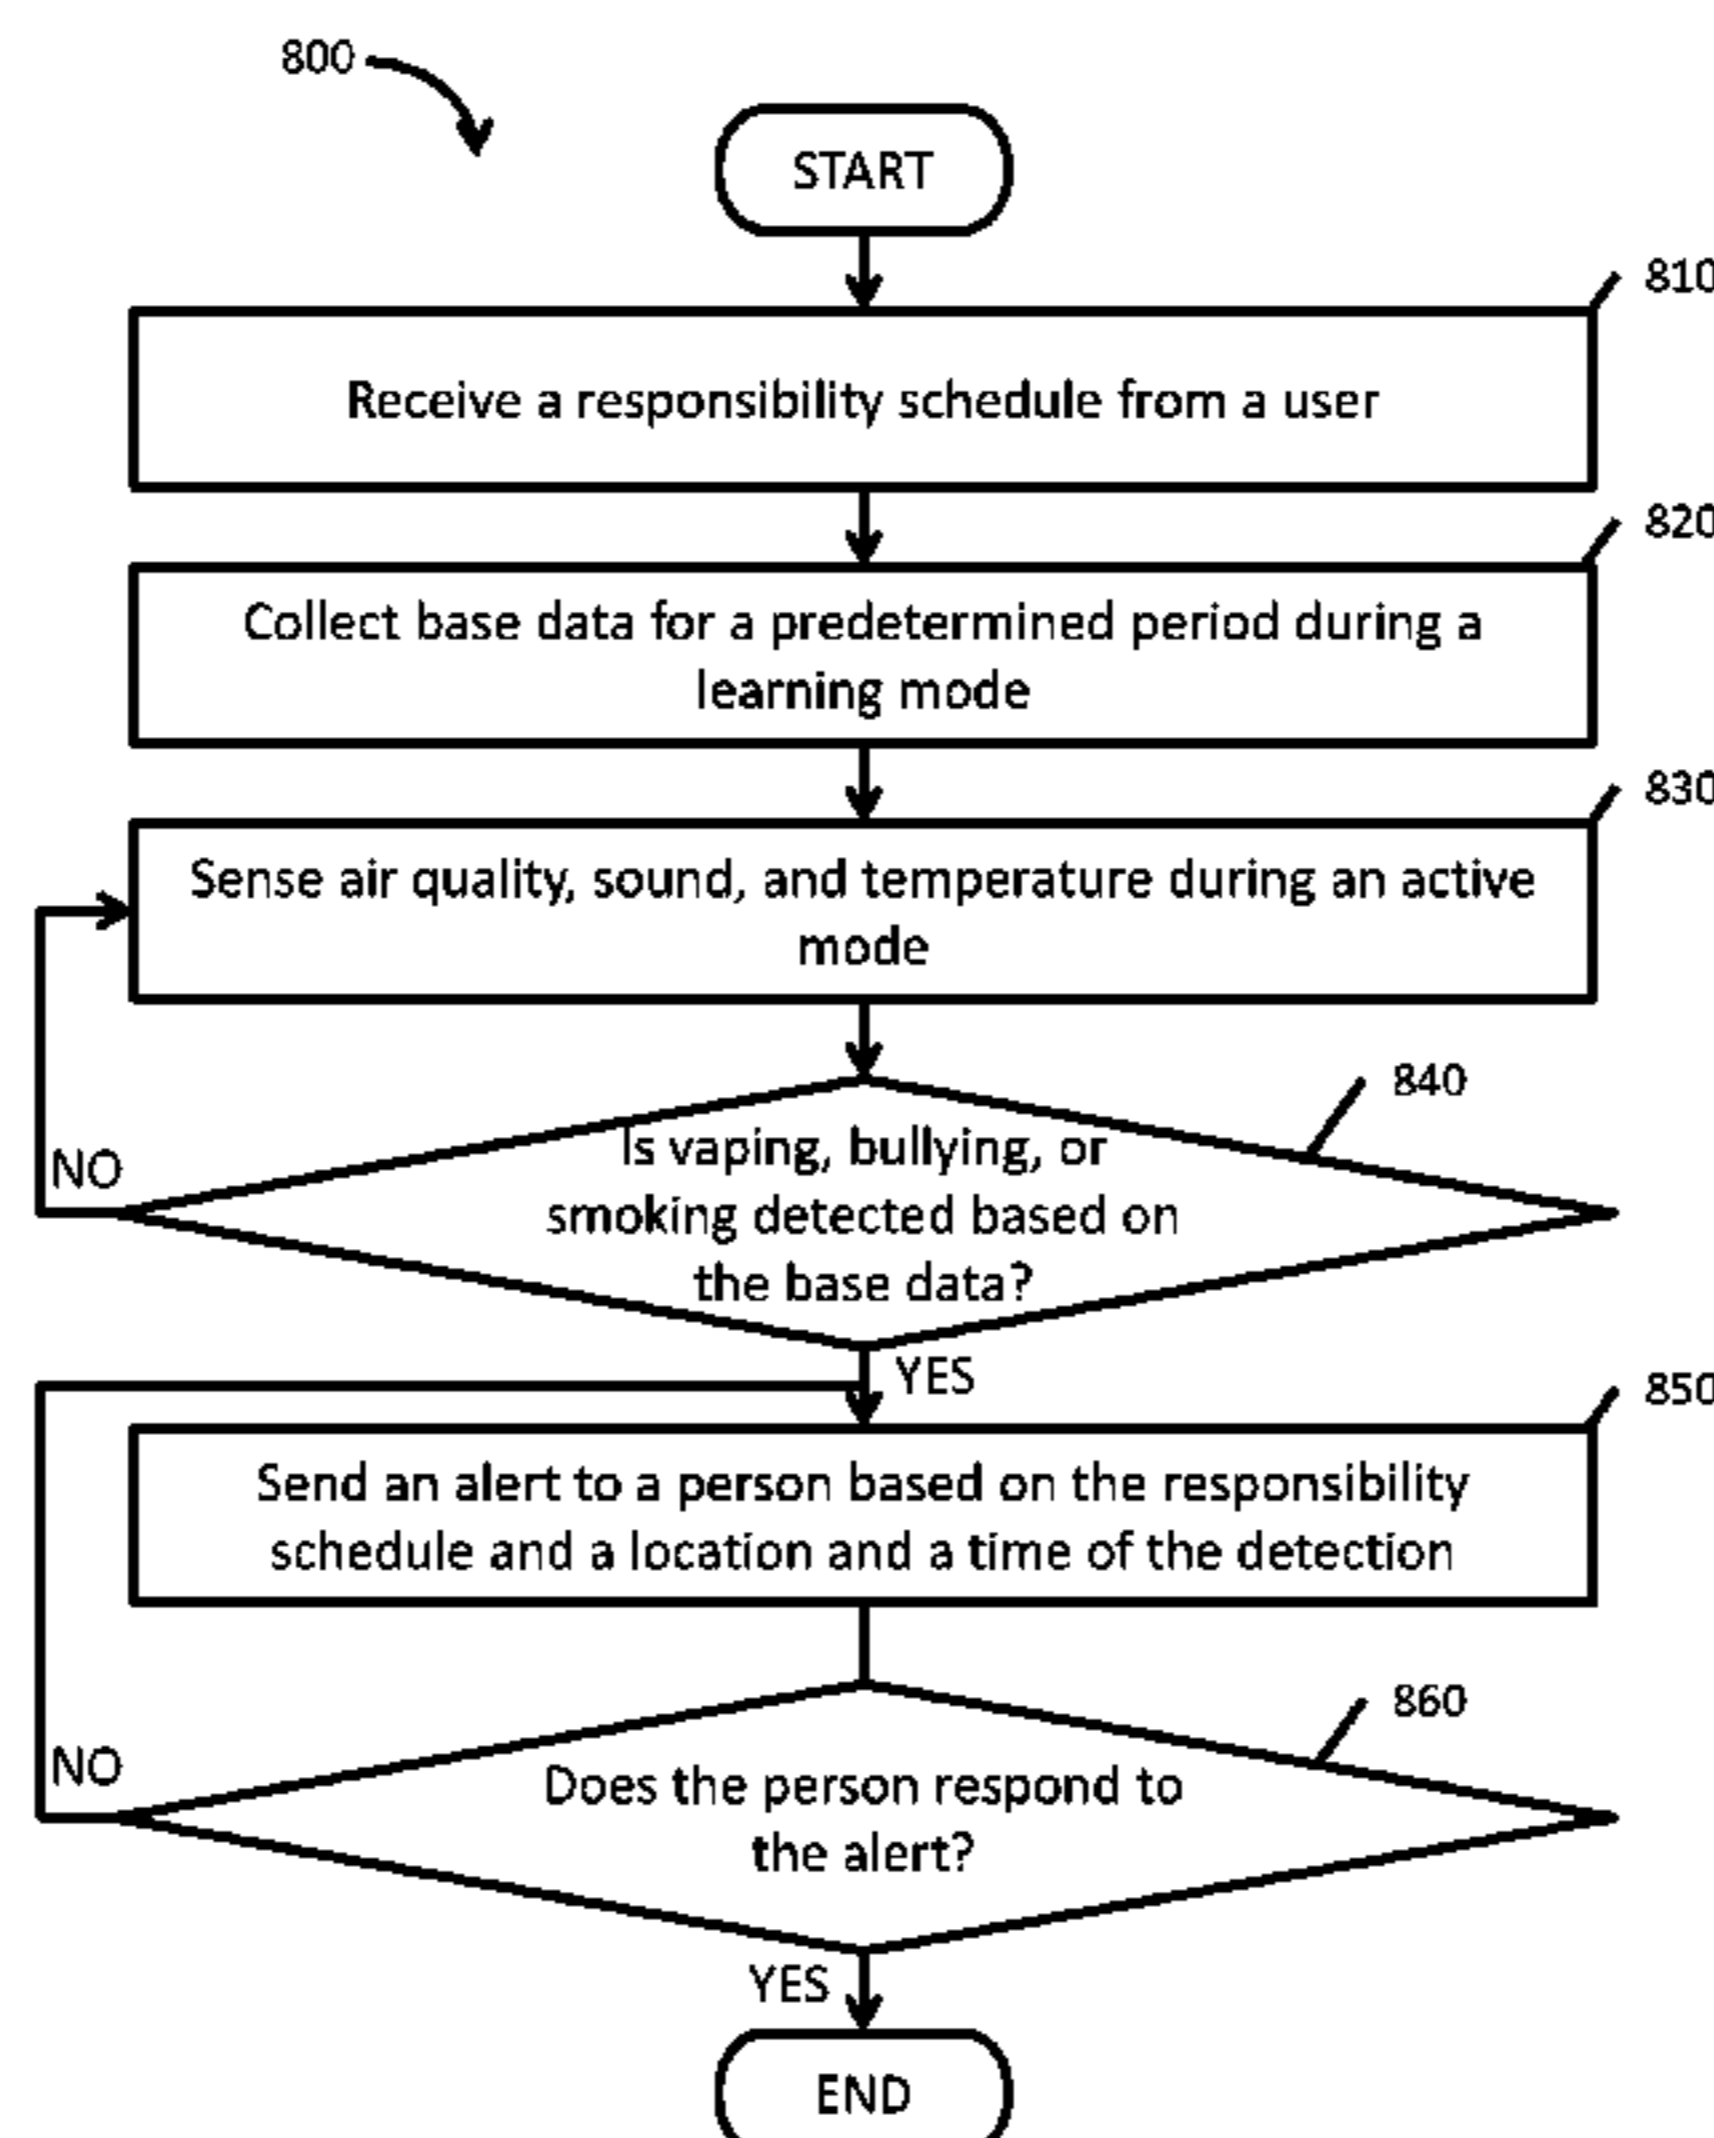 800
START
810
Receive a responsibility schedule from a user
820
Collect base data for a predetermined period during a
learning mode
830
Sense air quality, sound, and temperature during an active
mode
840
Is vaping, bullying, or
NO
smoking detected based on
the base data?
YES
850
Send an alert to a person based on the responsibility
schedule and a location and a time of the detection
860
NO
Does the person respond to
the alert?
YES
END